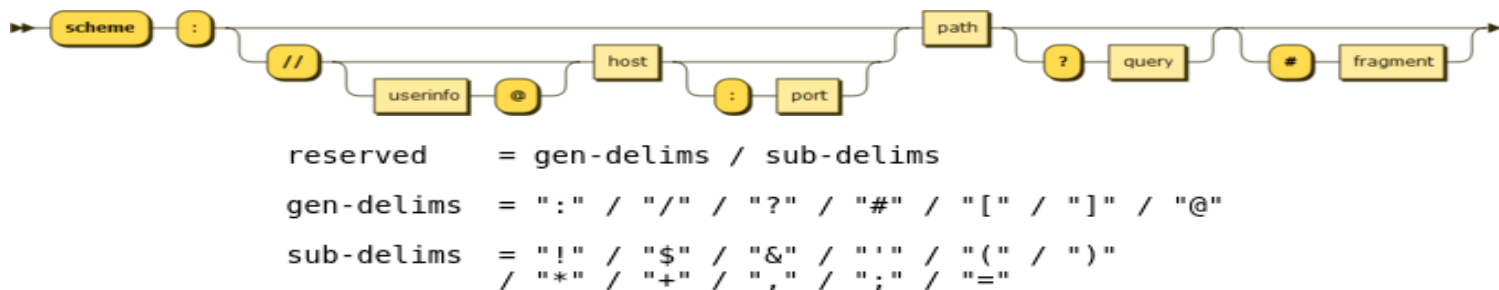 scheme : path
// host ? query # fragment
userinfo @ : port
reserved = gen-delims / sub-delims
gen-delims = ":" / "/" / "?" / "#" / "[" / "]" / "@"
sub-delims = "!" / "$" / "&" / "'" / "(" / ")"
/ "*" / "+" / "," / ";" / "="